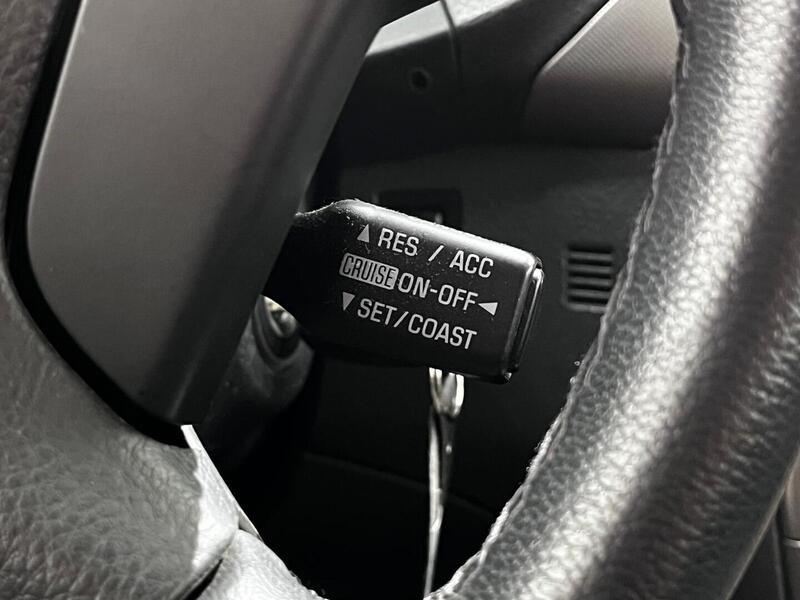 ▲ RES / ACC
CRUISE ON-OFF ◀
▼ SET/COAST